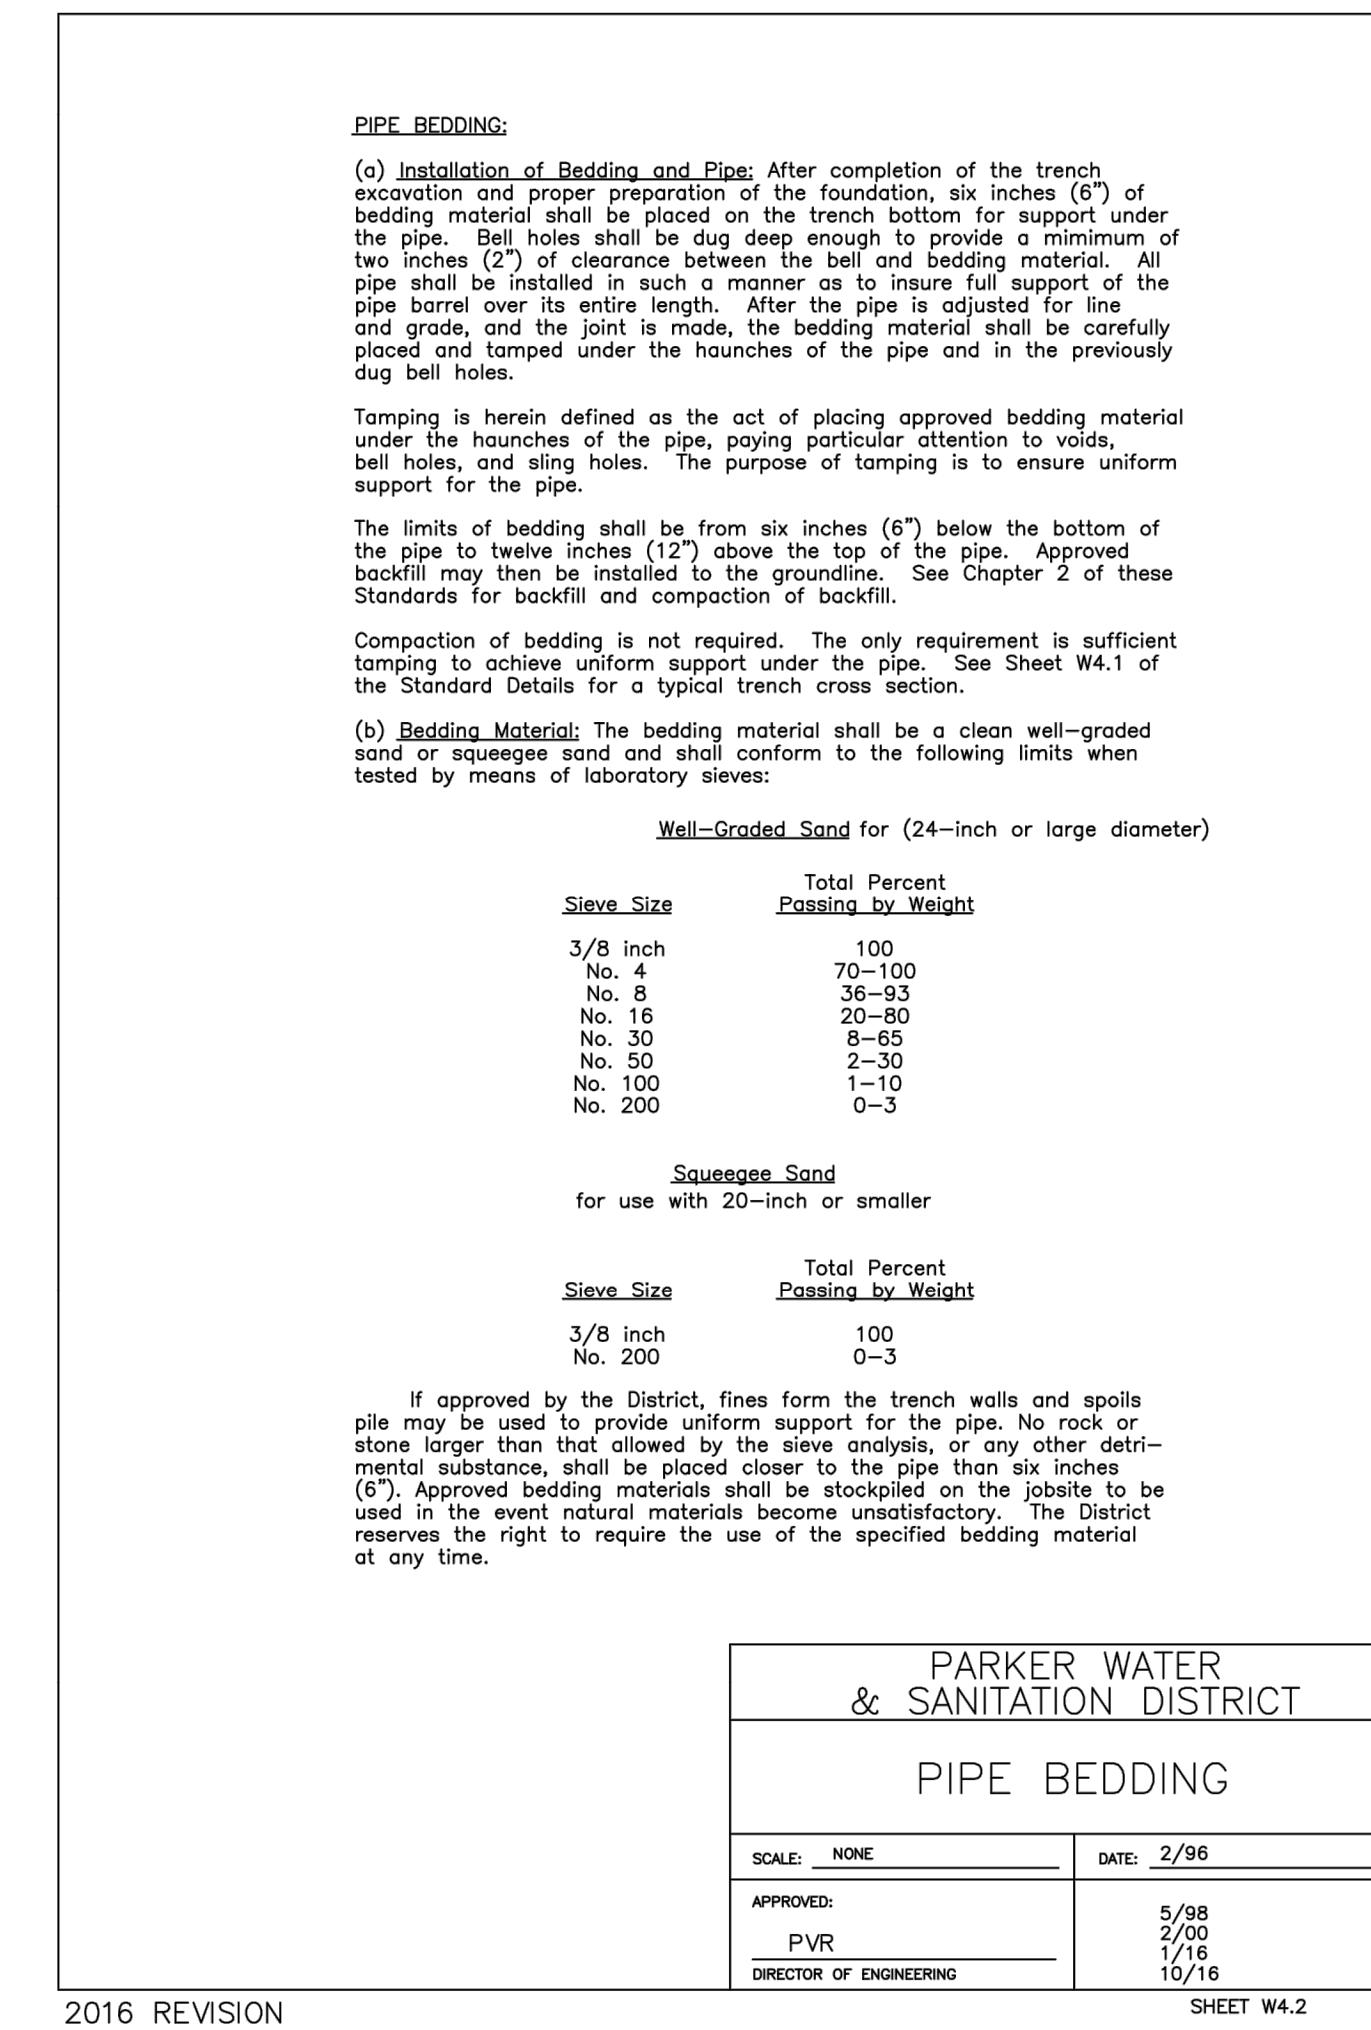 PIPE BEDDING:
(a) Installation of Bedding and Pipe: After completion of the trench
excavation and proper preparation of the foundation, six inches (6") of
bedding material shall be placed on the trench bottom for support under
the pipe. Bell holes shall be dug deep enough to provide a mimimum of
two inches (2") of clearance between the bell and bedding material. All
pipe shall be installed in such a manner as to insure full support of the
pipe barrel over its entire length. After the pipe is adjusted for line
and grade, and the joint is made, the bedding material shall be carefully
placed and tamped under the haunches of the pipe and in the previously
dug bell holes.
Tamping is herein defined as the act of placing approved bedding material
under the haunches of the pipe, paying particular attention to voids,
bell holes, and sling holes. The purpose of tamping is to ensure uniform
support for the pipe.
The limits of bedding shall be from six inches (6") below the bottom of
the pipe to twelve inches (12") above the top of the pipe. Approved
backfill may then be installed to the groundline. See Chapter 2 of these
Standards for backfill and compaction of backfill.
Compaction of bedding is not required. The only requirement is sufficient
tamping to achieve uniform support under the pipe. See Sheet W4.1 of
the Standard Details for a typical trench cross section.
(b) Bedding Material: The bedding material shall be a clean well-graded
sand or squeegee sand and shall conform to the following limits when
tested by means of laboratory sieves:
Well-Graded Sand for (24-inch or large diameter)
Total Percent
Sieve Size Passing by Weight
3/8 inch 100
No. 4 70-100
No. 8 36-93
No. 16 20-80
No. 30 8-65
No. 50 2-30
No. 100 1-10
No. 200 0-3
Squeegee Sand
for use with 20-inch or smaller
Total Percent
Sieve Size Passing by Weight
3/8 inch 100
No. 200 0-3
If approved by the District, fines form the trench walls and spoils
pile may be used to provide uniform support for the pipe. No rock or
stone larger than that allowed by the sieve analysis, or any other detri-
mental substance, shall be placed closer to the pipe than six inches
(6"). Approved bedding materials shall be stockpiled on the jobsite to be
used in the event natural materials become unsatisfactory. The District
reserves the right to require the use of the specified bedding material
at any time.
PARKER WATER
& SANITATION DISTRICT
PIPE BEDDING
SCALE: NONE
DATE: 2/96
APPROVED:
PVR
DIRECTOR OF ENGINEERING
5/98
2/00
1/16
10/16
2016 REVISION
SHEET W4.2